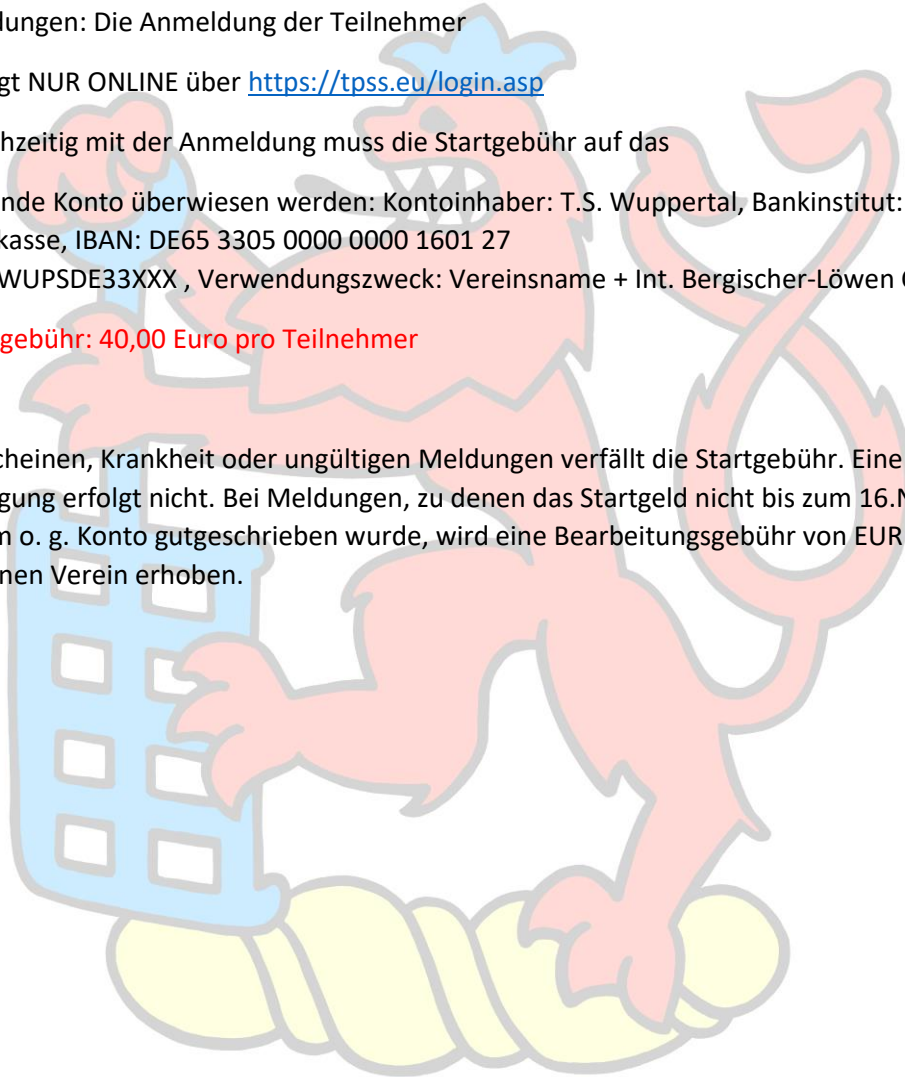 dungen: Die Anmeldung der Teilnehmer
gt NUR ONLINE über https://tpss.eu/login.asp
hzeitig mit der Anmeldung muss die Startgebühr auf das
nde Konto überwiesen werden: Kontoinhaber: T.S. Wuppertal, Bankinstitut:
kasse, IBAN: DE65 3305 0000 0000 1601 27
WUPSDE33XXX , Verwendungszweck: Vereinsname + Int. Bergischer-Löwen
gebühr: 40,00 Euro pro Teilnehmer
cheinen, Krankheit oder ungültigen Meldungen verfällt die Startgebühr. Eine
gung erfolgt nicht. Bei Meldungen, zu denen das Startgeld nicht bis zum 16.N
m o. g. Konto gutgeschrieben wurde, wird eine Bearbeitungsgebühr von EUR
nen Verein erhoben.